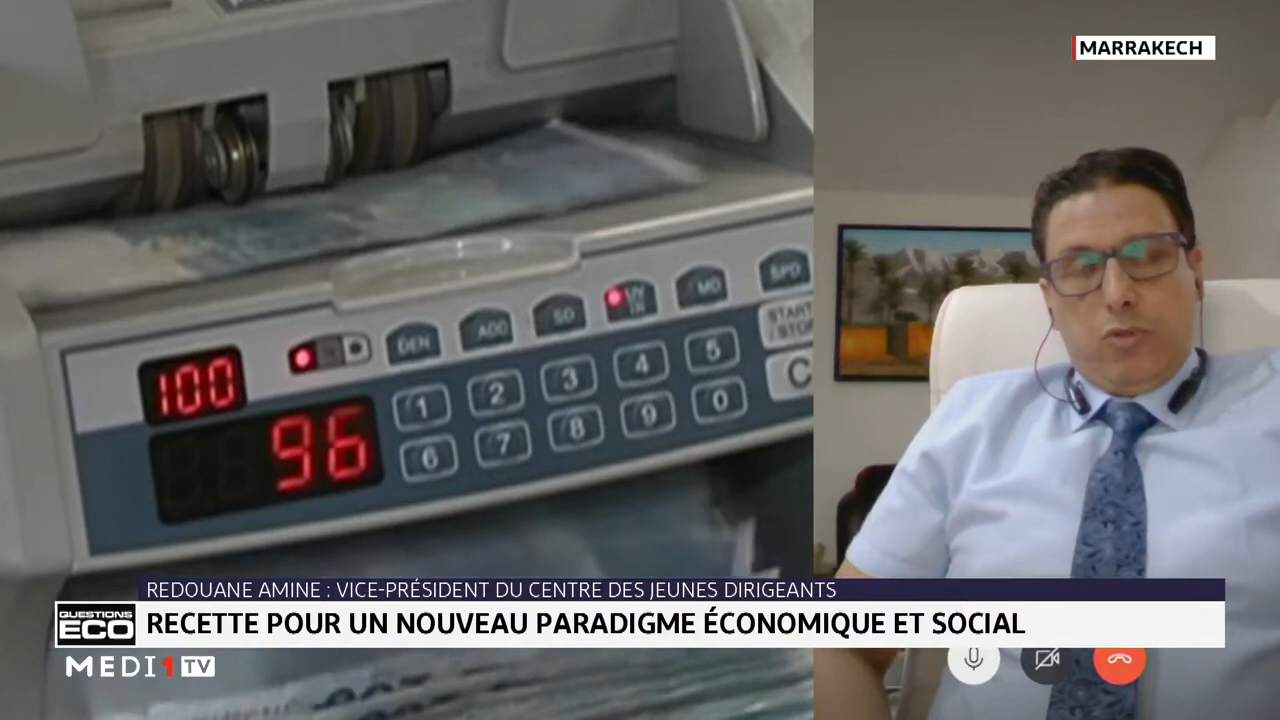 MARRAKECH
DEN ADD SD UV MD SPD
START
/STOP
100
1 2 3 4 5 C
96
6 7 8 9 0
REDOUANE AMINE : VICE-PRÉSIDENT DU CENTRE DES JEUNES DIRIGEANTS
QUESTIONS
ECO
RECETTE POUR UN NOUVEAU PARADIGME ÉCONOMIQUE ET SOCIAL
MEDI1TV